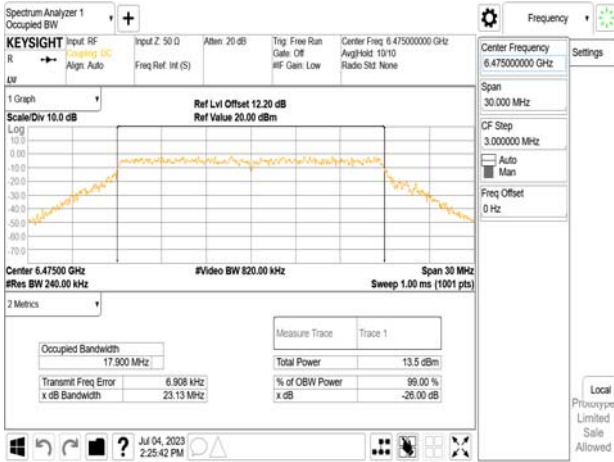 Spectrum Analyzer 1
Occupied BW
Frequency
KEYSIGHT
R
Input: RF
Coupling: DC
Align: Auto
Input Z: 50 Ω
Freq Ref: Int (S)
Atten: 20 dB
Trig: Free Run
Gate: Off
#IF Gain: Low
Center Freq: 6.475000000 GHz
Avg|Hold: 10/10
Radio Std: None
Center Frequency
6.475000000 GHz
Settings
Span
30.000 MHz
CF Step
3.000000 MHz
Auto
Man
Freq Offset
0 Hz
1 Graph
Scale/Div 10.0 dB
Ref Lvl Offset 12.20 dB
Ref Value 20.00 dBm
Log
10.0
0.00
-10.0
-20.0
-30.0
-40.0
-50.0
-60.0
-70.0
Center 6.47500 GHz
#Res BW 240.00 kHz
#Video BW 820.00 kHz
Span 30 MHz
Sweep 1.00 ms (1001 pts)
2 Metrics
Measure Trace
Trace 1
Occupied Bandwidth
17.900 MHz
Total Power
13.5 dBm
Transmit Freq Error
6.908 kHz
% of OBW Power
99.00 %
x dB Bandwidth
23.13 MHz
x dB
-26.00 dB
Local
Prototype
Limited
Sale
Allowed
?
Jul 04, 2023
2:25:42 PM